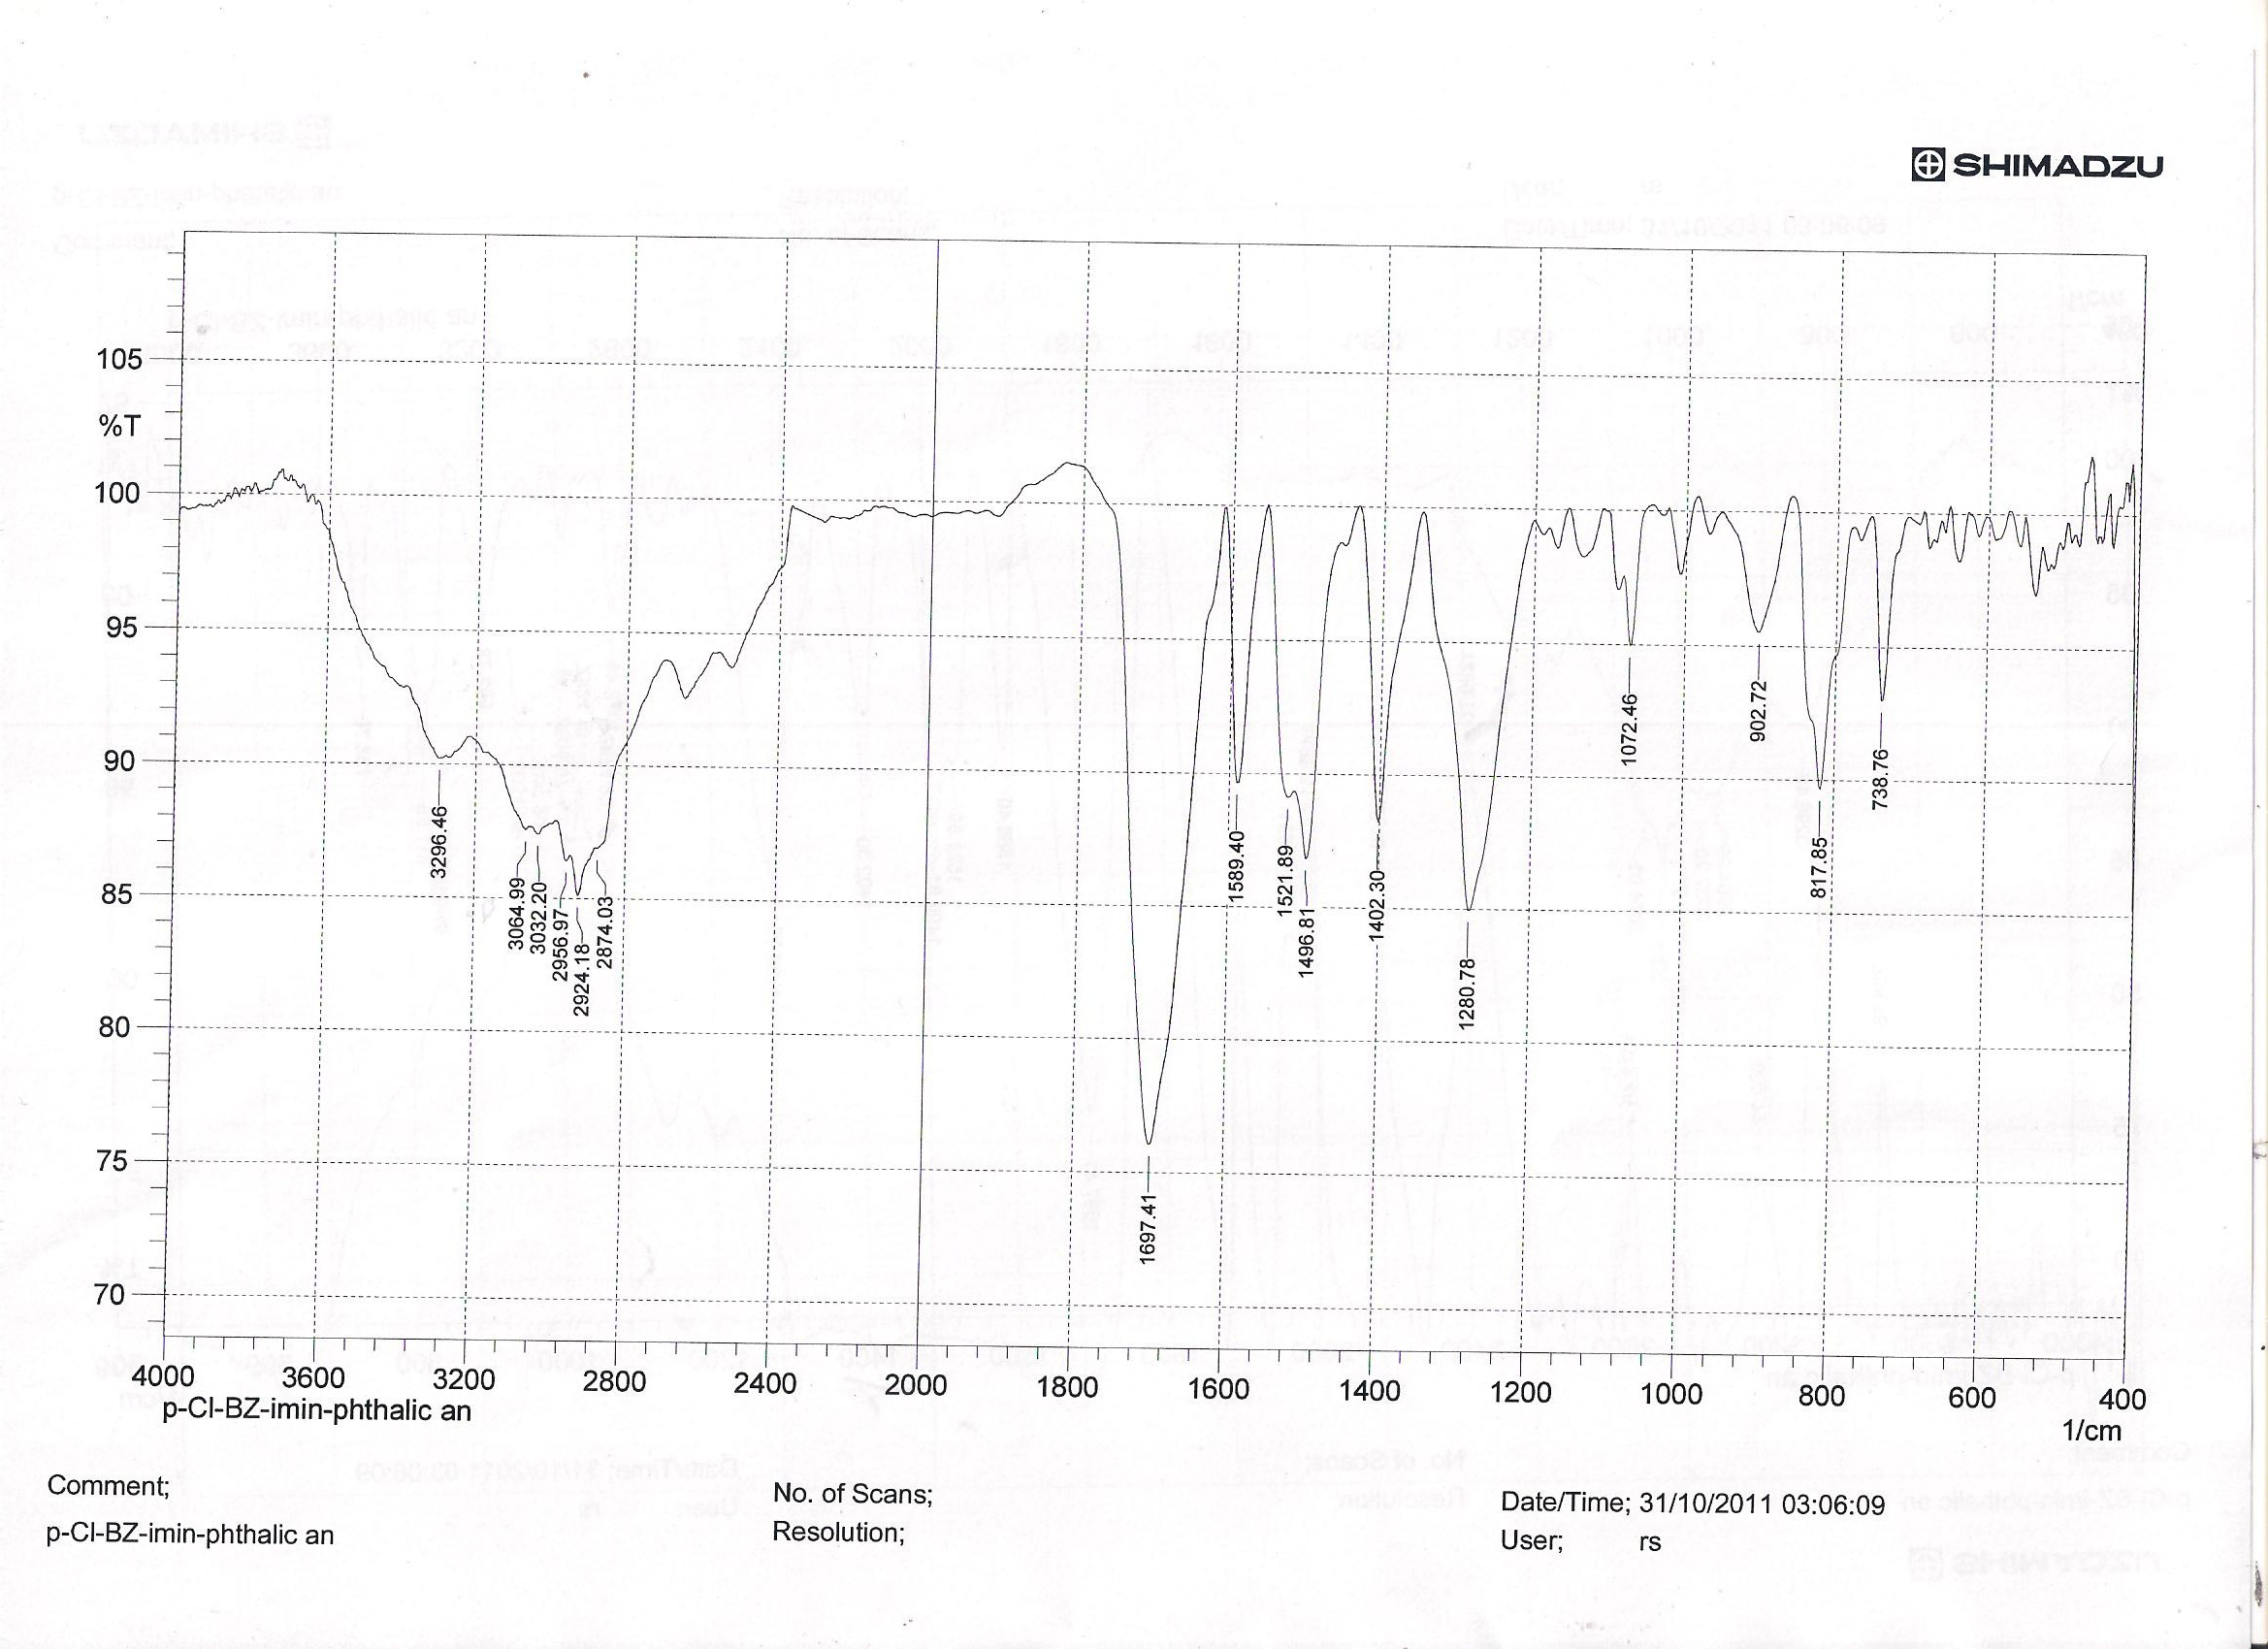 SHIMADZU
105
%T
100
95
90
85
80
75
70
3296.46
3064.99
3032.20
2956.97
2924.18
2874.03
1697.41
1589.40
1521.89
1496.81
1402.30
1280.78
1072.46
902.72
817.85
738.76
4000 3600 3200 2800 2400 2000 1800 1600 1400 1200 1000 800 600 400
p-Cl-BZ-imin-phthalic an
1/cm
Comment;
p-Cl-BZ-imin-phthalic an
No. of Scans;
Resolution;
Date/Time; 31/10/2011 03:06:09
User; rs